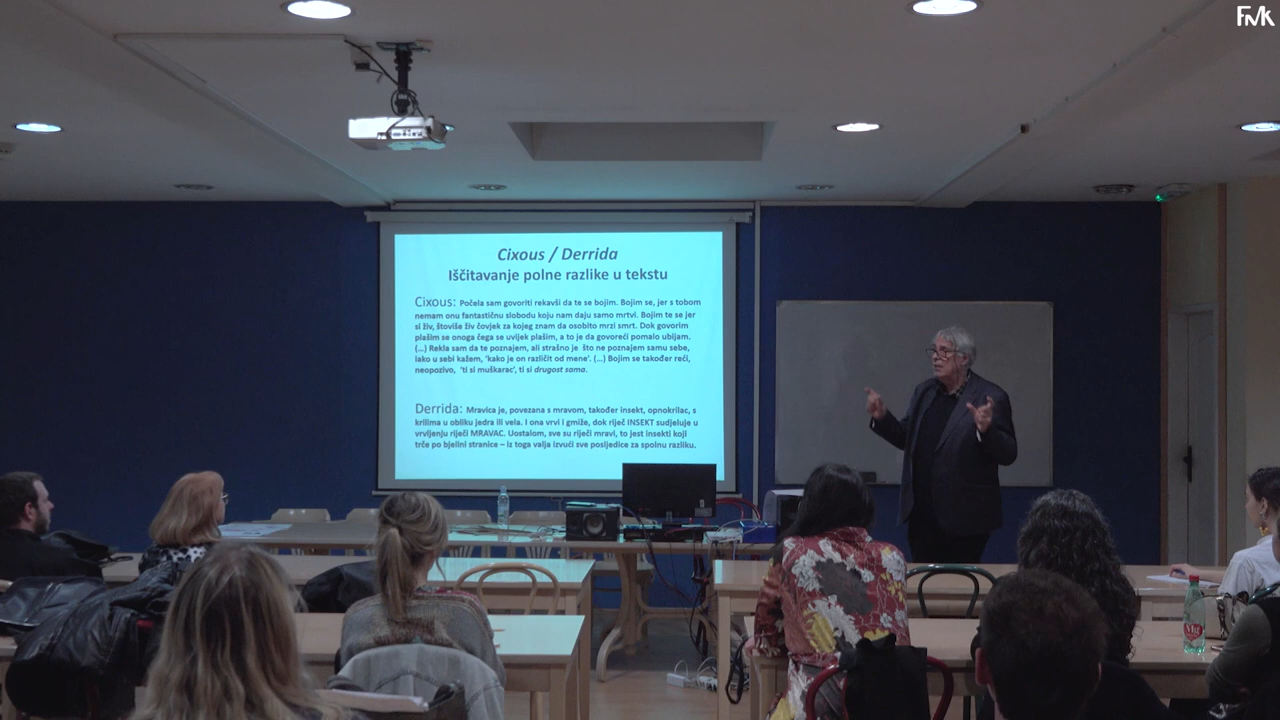 FMK
Cixous / Derrida
Iščitavanje polne razlike u tekstu
Cixous: Počela sam govoriti rekavši da te se bojim. Bojim se, jer s tobom
nemam onu fantastičnu slobodu koju nam daju samo mrtvi. Bojim te se jer
si živ, štoviše živ čovjek za kojeg znam da osobito mrzi smrt. Dok govorim
plašim se onoga čega se uvijek plašim, a to je da govoreći pomalo ubijam.
(...) Rekla sam da te poznajem, ali strašno je što ne poznajem samu sebe,
iako u sebi kažem, 'kako je on različit od mene'. (...) Bojim se također reći,
neopozivo, 'ti si muškarac', ti si drugost sama.
Derrida: Mravica je, povezana s mravom, također insekt, opnokrilac, s
krilima u obliku jedra ili vela. I ona vrvi i gmiže, dok riječ INSEKT sudjeluje u
vrvljenju riječi MRAVAC. Uostalom, sve su riječi mravi, to jest insekti koji
trče po bjelini stranice – iz toga valja izvući sve posljedice za spolnu razliku.
Mg